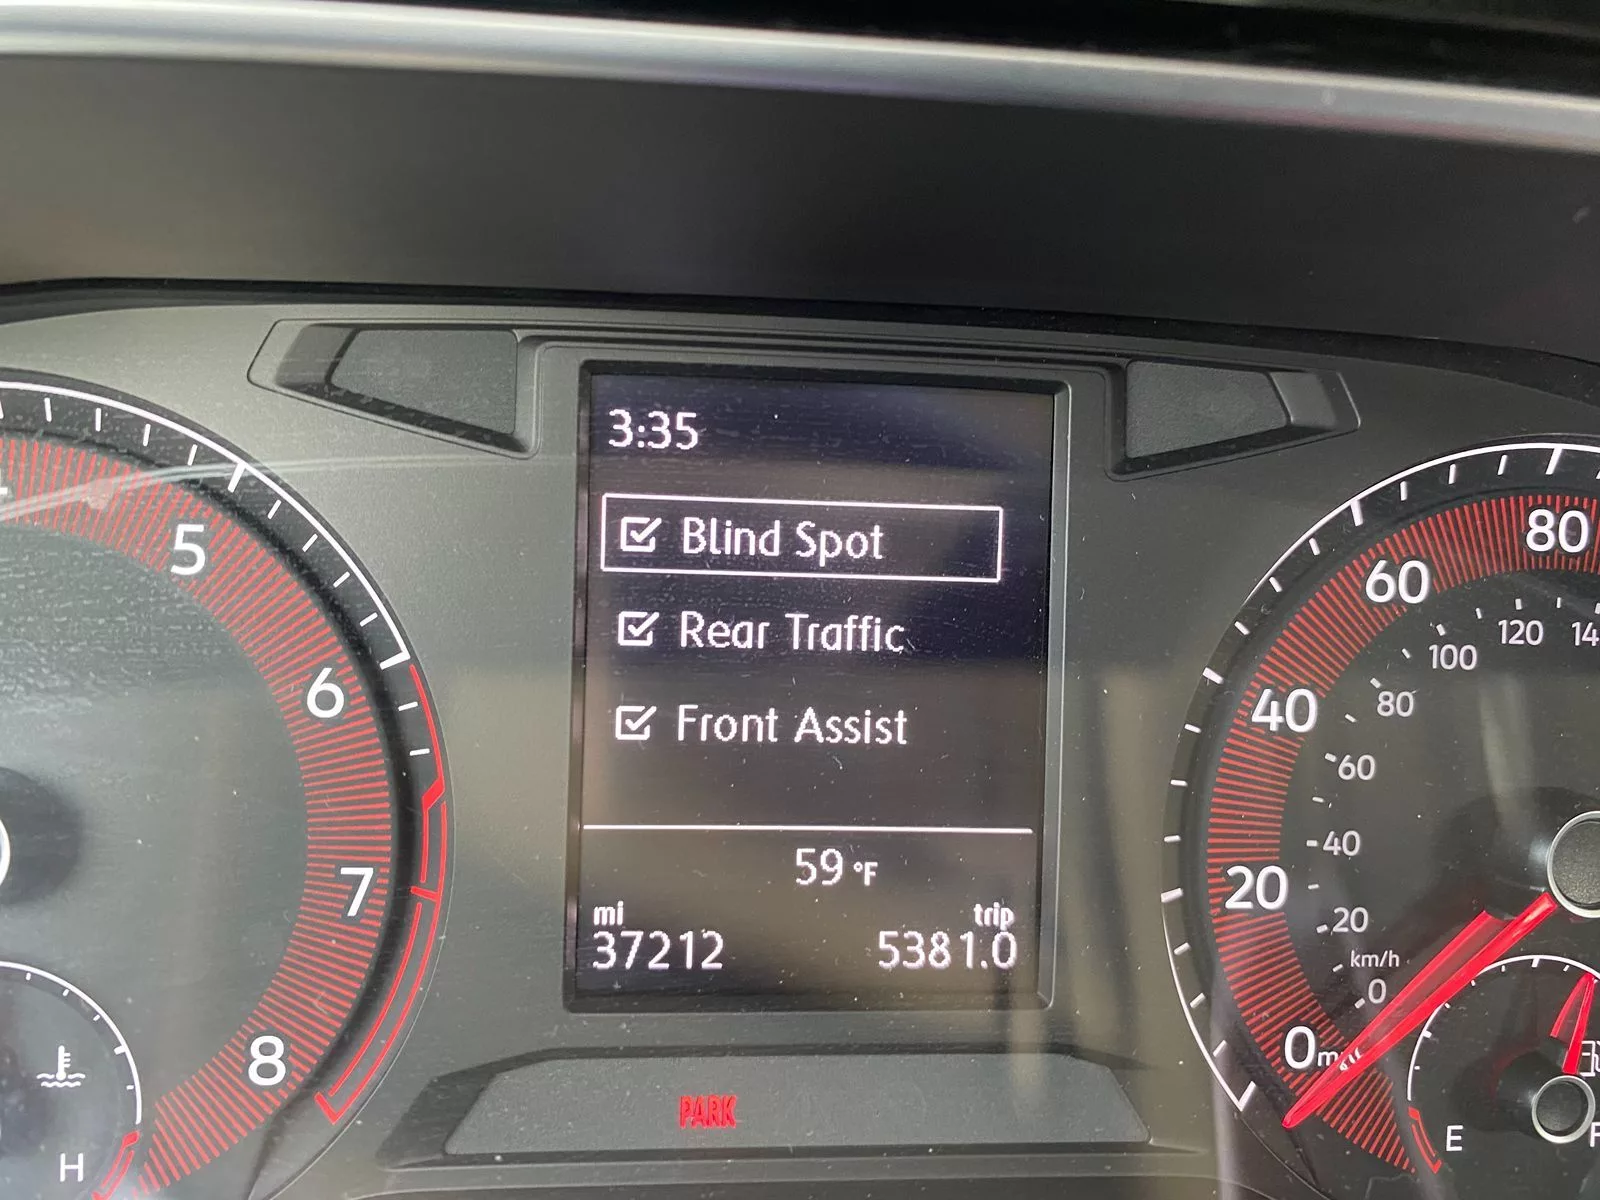 3:35
Blind Spot
Rear Traffic
Front Assist
59 °F
mi
trip
37212
5381.0
PARK
5
6
7
8
H
0
20
40
60
80
km/h
0
20
40
60
80
100
120
E